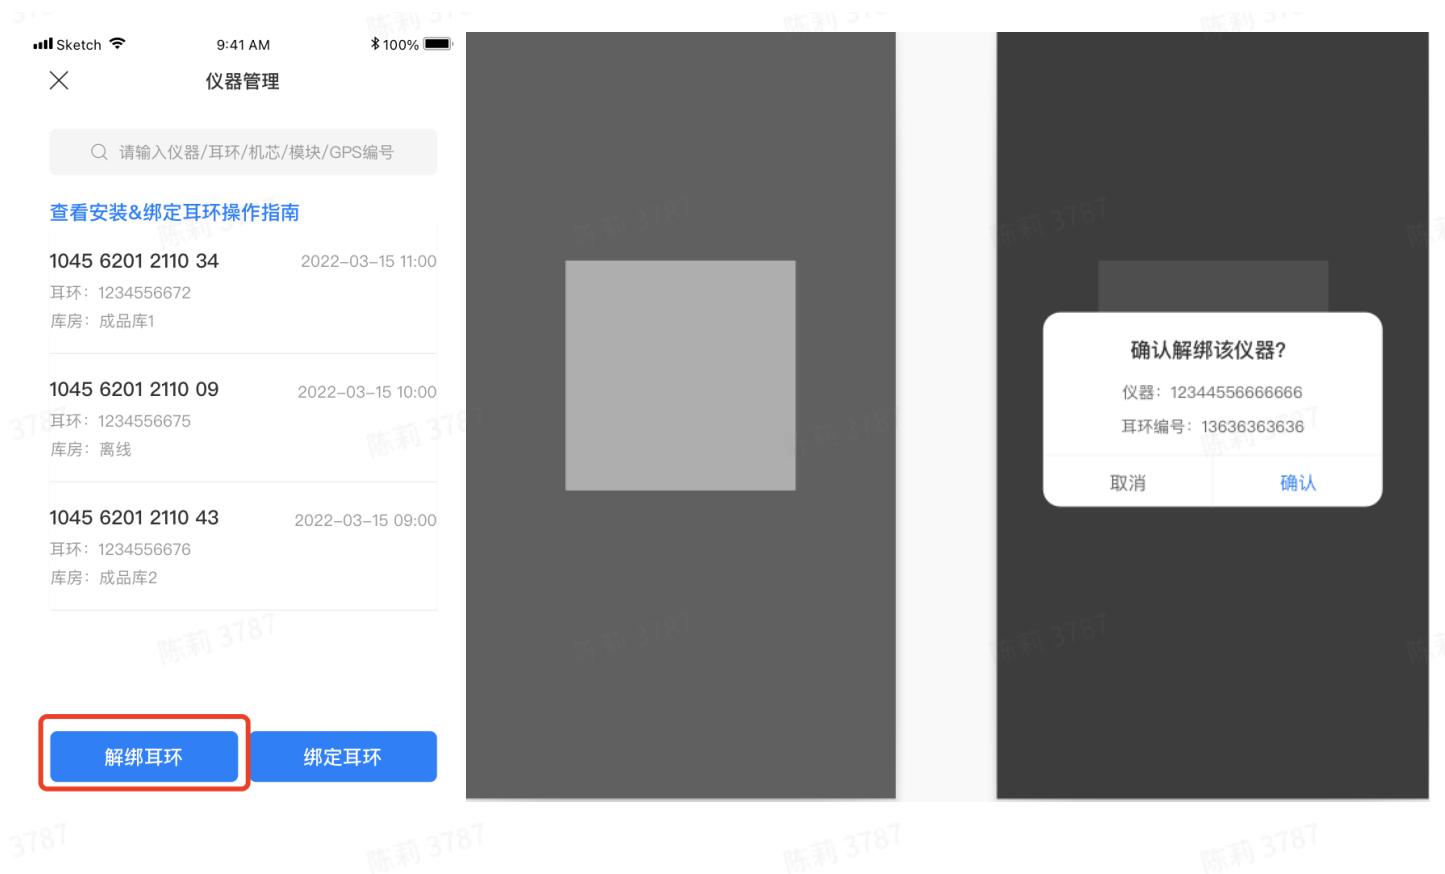 Sketch 9:41 AM 100%
仪器管理
请输入仪器/耳环/机芯/模块/GPS编号
查看安装&绑定耳环操作指南
1045 6201 2110 34 2022-03-15 11:00
耳环：1234556672
库房：成品库1
1045 6201 2110 09 2022-03-15 10:00
耳环：1234556675
库房：离线
1045 6201 2110 43 2022-03-15 09:00
耳环：1234556676
库房：成品库2
解绑耳环 绑定耳环
确认解绑该仪器?
仪器：12344556666666
耳环编号：13636363636
取消 确认
陈莉 3787